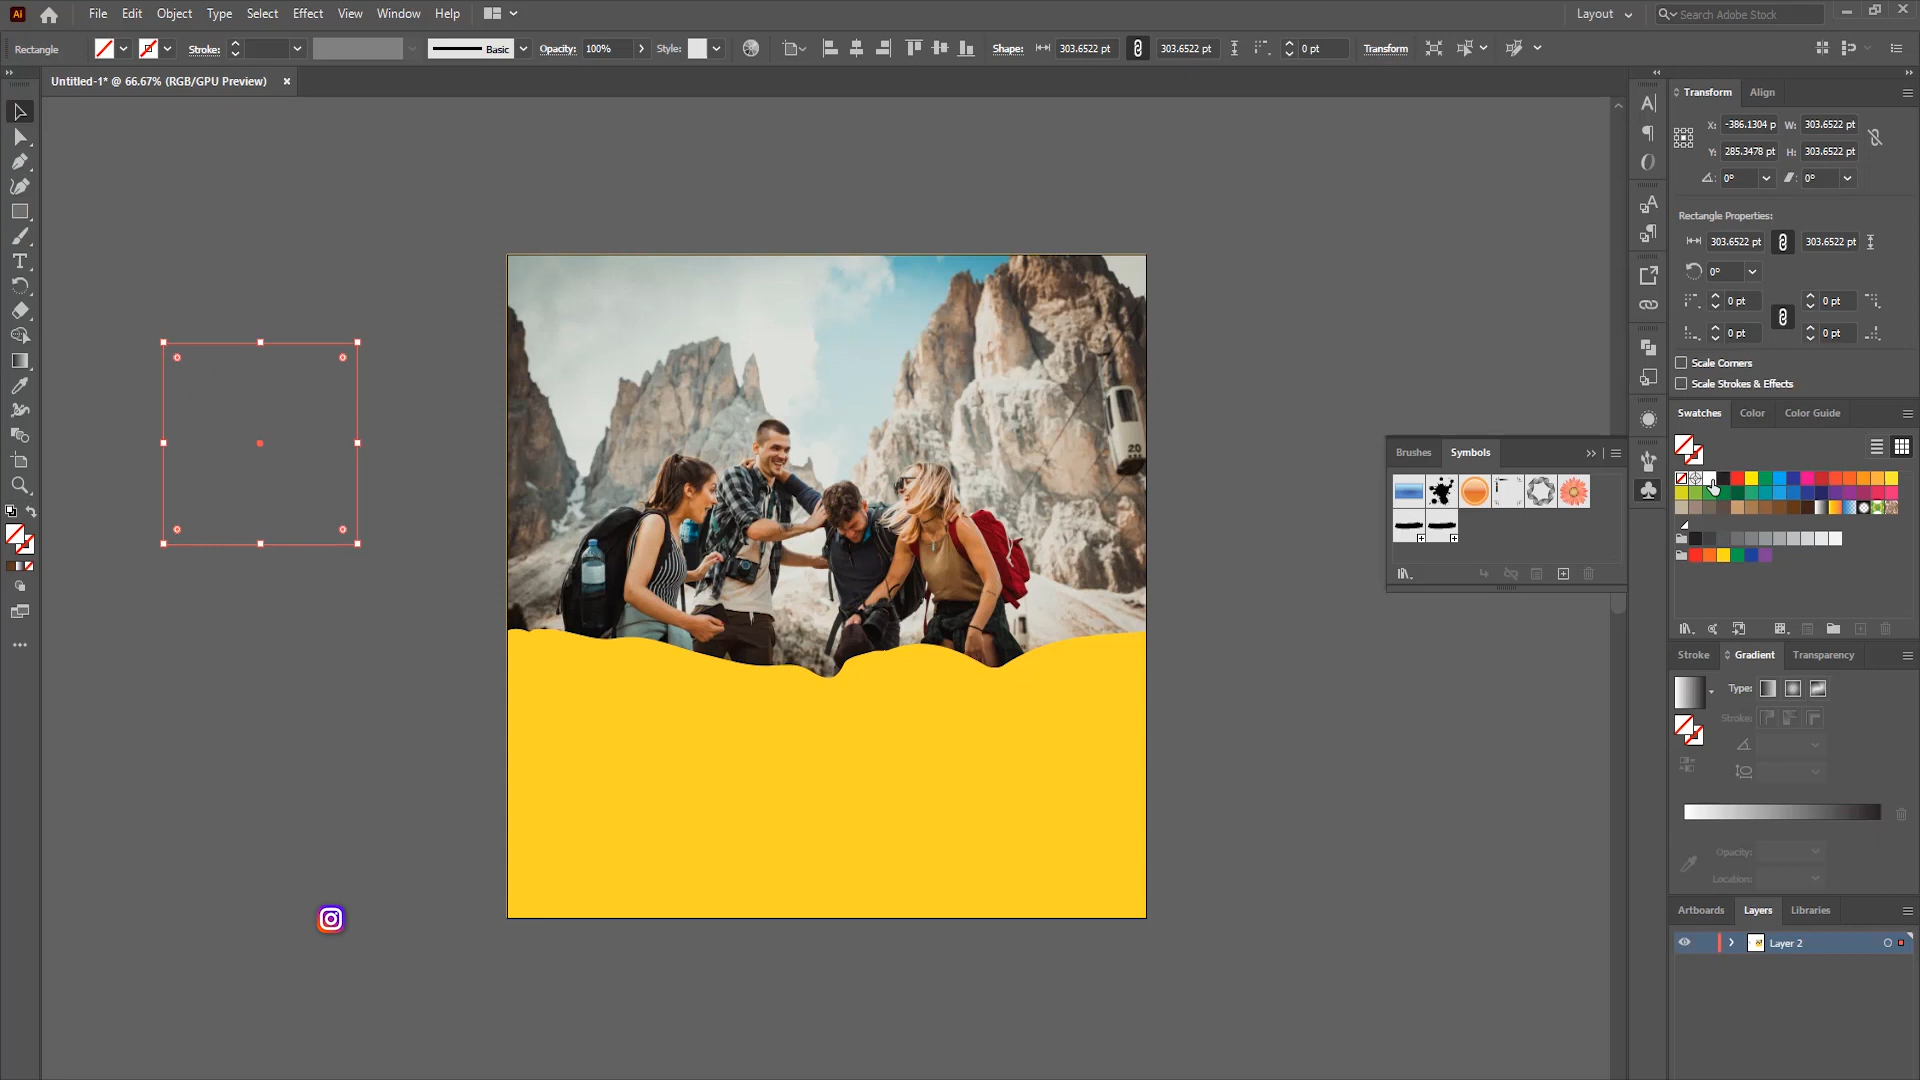 Ai File Edit Object Type Select Effect View Window Help Layout Search Adobe Stock
Rectangle Stroke: Basic Opacity: 100% Style: Shape: 303.6522 pt 303.6522 pt 0 pt Transform
Untitled-1* @ 66.67% (RGB/GPU Preview)
Transform Align
X: -386.1304 p W: 303.6522 pt
Y: 285.3478 pt H: 303.6522 pt
0° 0°
Rectangle Properties:
303.6522 pt 303.6522 pt
0°
0 pt 0 pt
0 pt 0 pt
Scale Corners
Scale Strokes & Effects
Swatches Color Color Guide
Brushes Symbols
20
Stroke Gradient Transparency
Type:
Stroke:
Opacity:
Location:
Artboards Layers Libraries
Layer 2